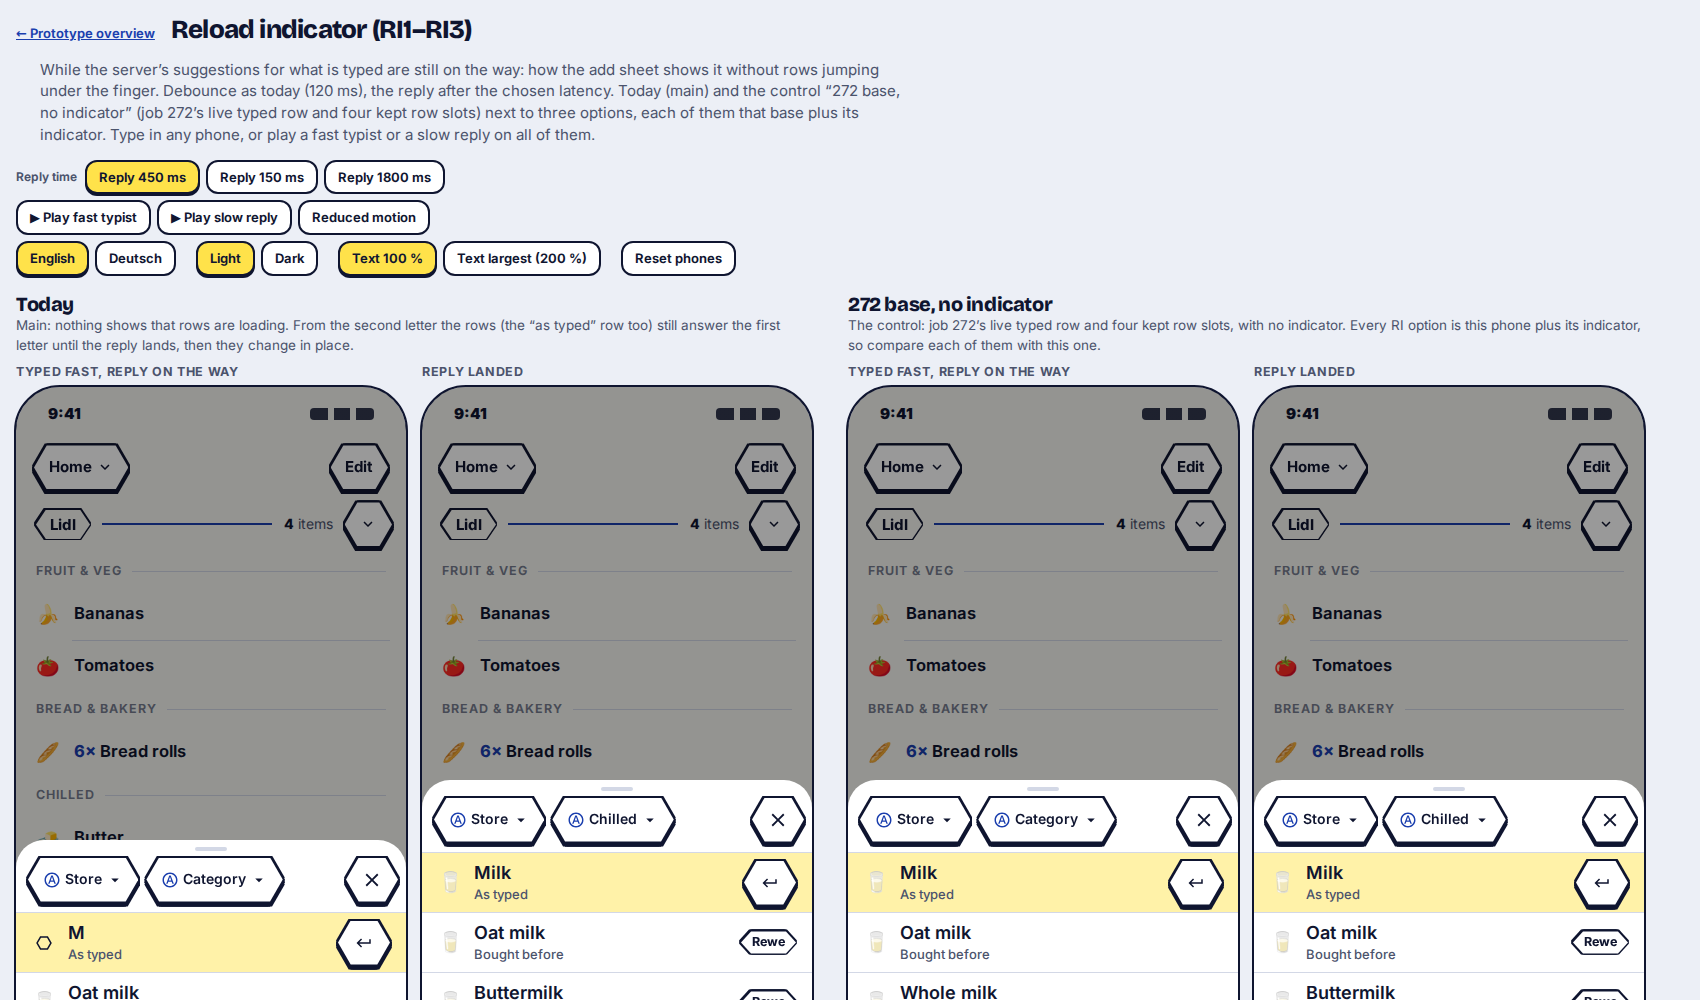 ← Prototype overview
Reload indicator (RI1–RI3)
While the server’s suggestions for what is typed are still on the way: how the add sheet shows it without rows jumping
under the finger. Debounce as today (120 ms), the reply after the chosen latency. Today (main) and the control “272 base,
no indicator” (job 272’s live typed row and four kept row slots) next to three options, each of them that base plus its
indicator. Type in any phone, or play a fast typist or a slow reply on all of them.
Reply time
Reply 450 ms
Reply 150 ms
Reply 1800 ms
▶ Play fast typist
▶ Play slow reply
Reduced motion
English
Deutsch
Light
Dark
Text 100 %
Text largest (200 %)
Reset phones
Today
Main: nothing shows that rows are loading. From the second letter the rows (the “as typed” row too) still answer the first
letter until the reply lands, then they change in place.
TYPED FAST, REPLY ON THE WAY
9:41
Home
Edit
Lidl
4 items
FRUIT & VEG
Bananas
Tomatoes
BREAD & BAKERY
6× Bread rolls
CHILLED
Butter
A Store
A Category
M
As typed
Oat milk
REPLY LANDED
9:41
Home
Edit
Lidl
4 items
FRUIT & VEG
Bananas
Tomatoes
BREAD & BAKERY
6× Bread rolls
A Store
A Chilled
Milk
As typed
Oat milk
Bought before
Rewe
Buttermilk
Rewe
272 base, no indicator
The control: job 272’s live typed row and four kept row slots, with no indicator. Every RI option is this phone plus its indicator,
so compare each of them with this one.
TYPED FAST, REPLY ON THE WAY
9:41
Home
Edit
Lidl
4 items
FRUIT & VEG
Bananas
Tomatoes
BREAD & BAKERY
6× Bread rolls
A Store
A Category
Milk
As typed
Oat milk
Bought before
Rewe
Whole milk
REPLY LANDED
9:41
Home
Edit
Lidl
4 items
FRUIT & VEG
Bananas
Tomatoes
BREAD & BAKERY
6× Bread rolls
A Store
A Chilled
Milk
As typed
Oat milk
Bought before
Rewe
Buttermilk
Rewe